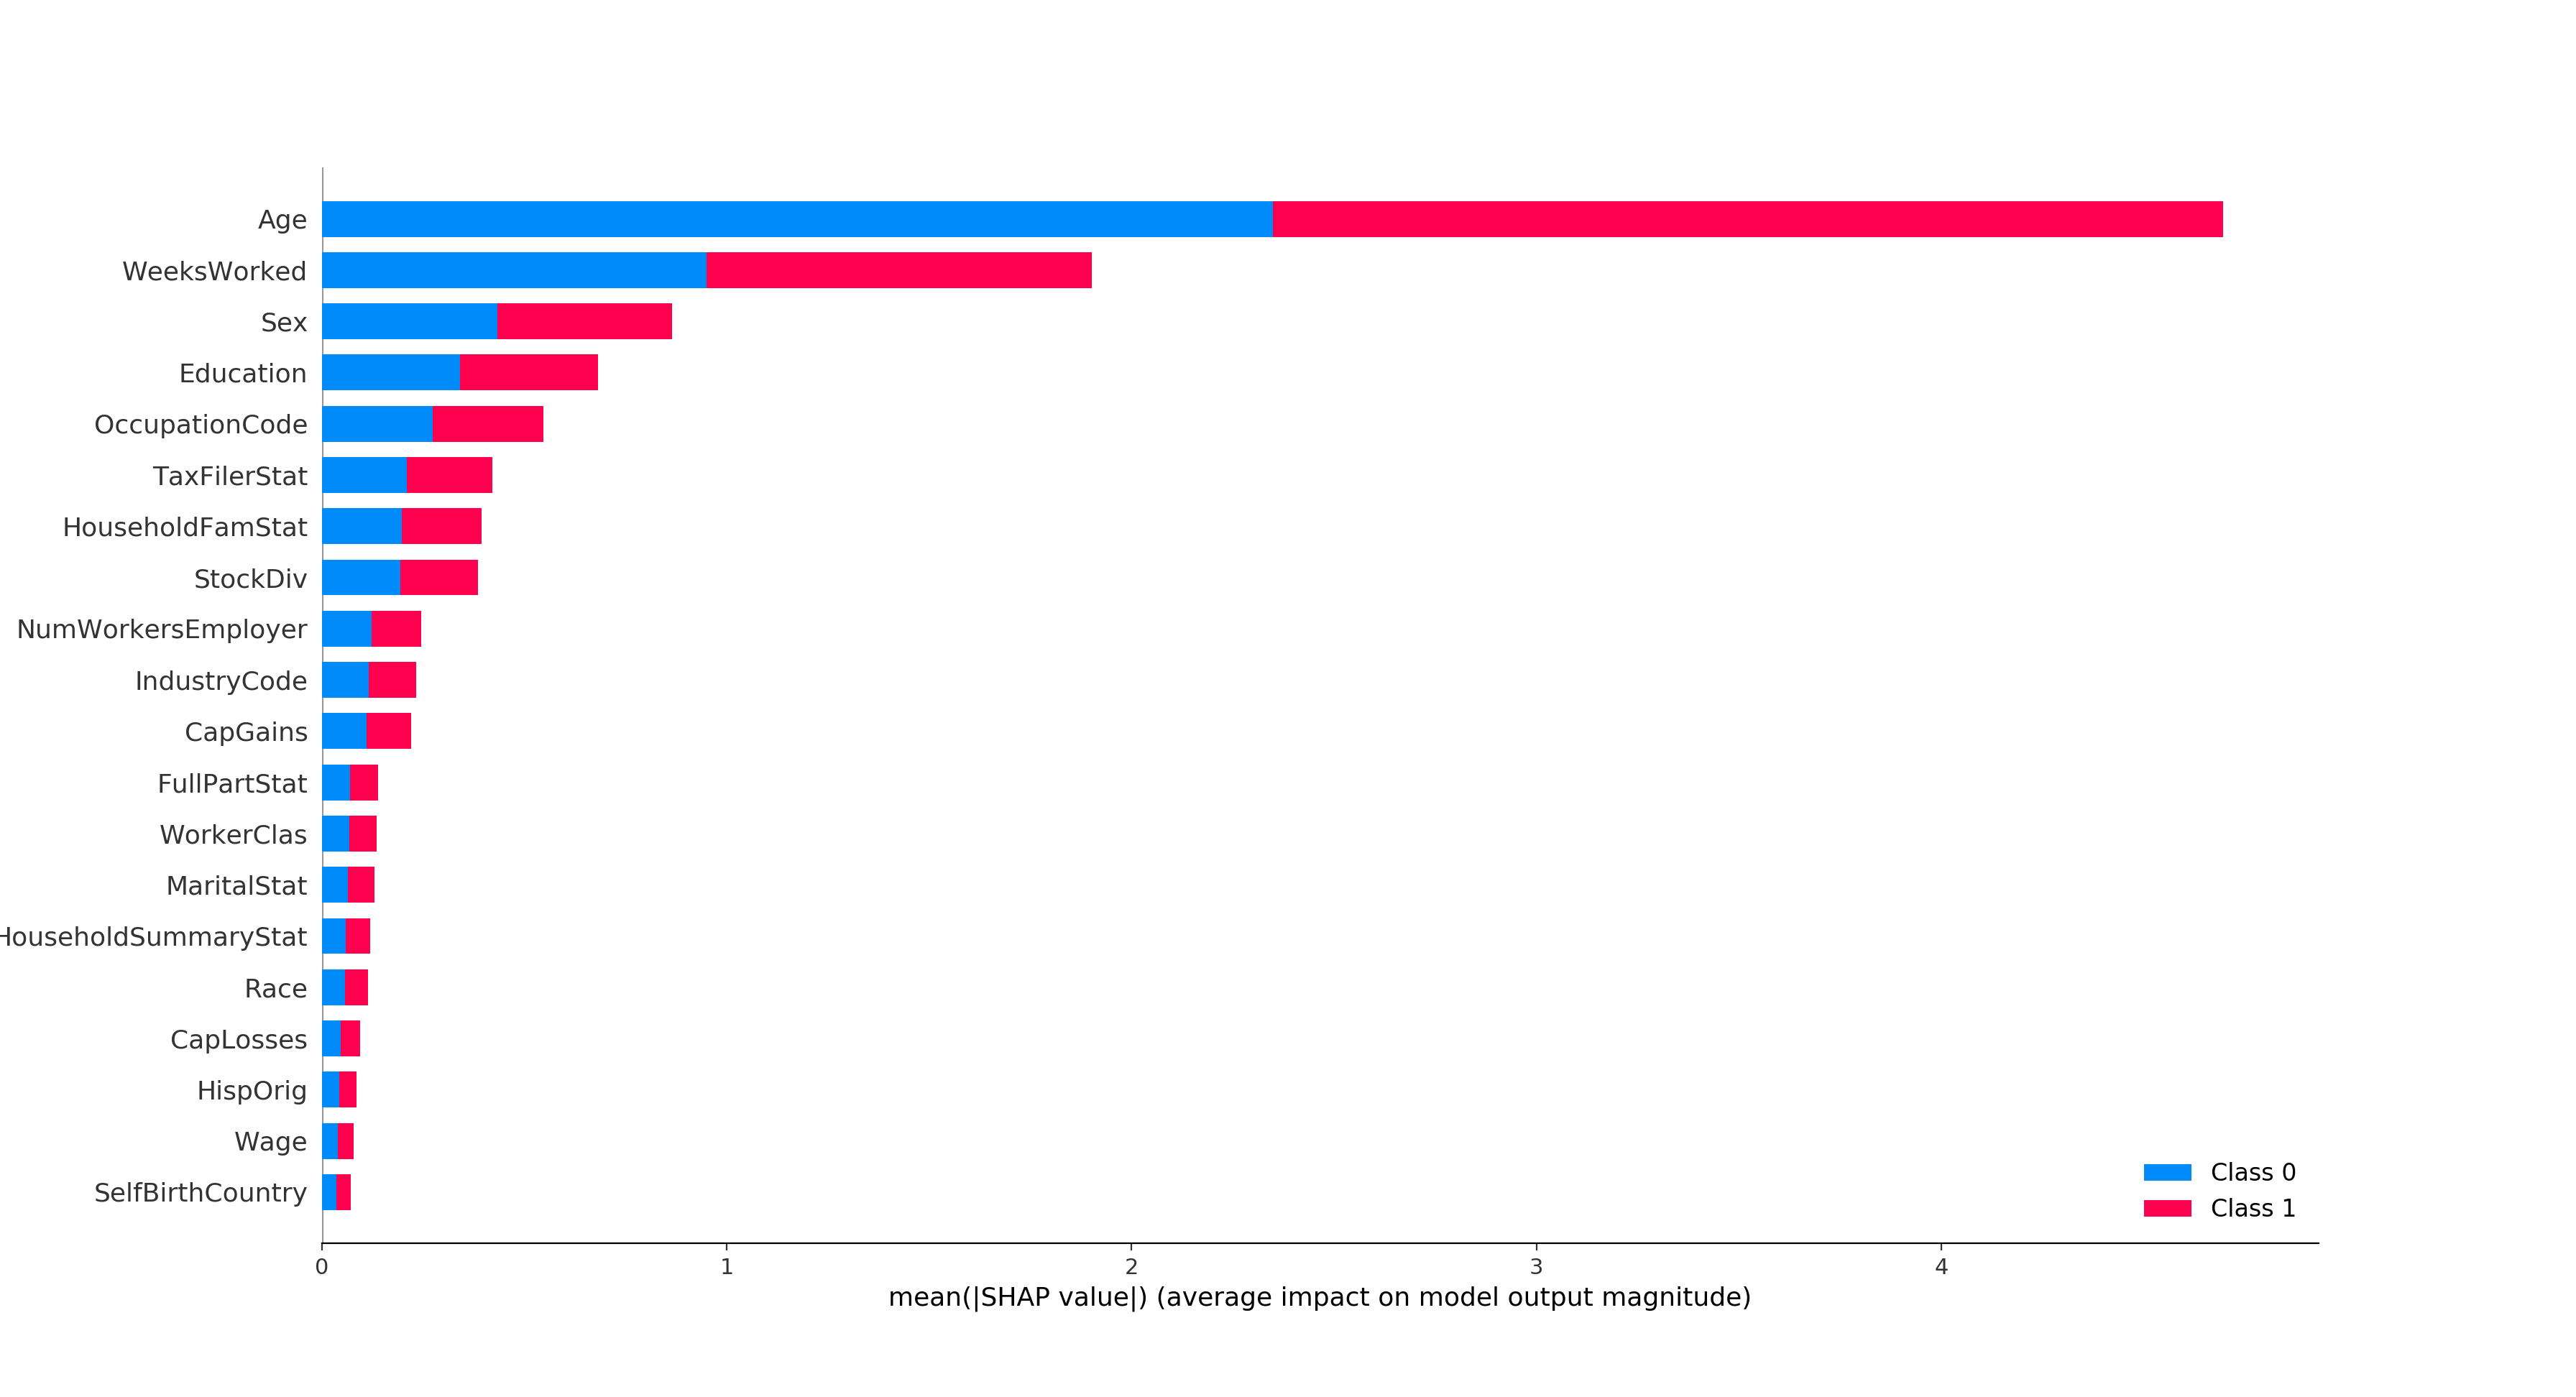 Age
WeeksWorked
Sex
Education
OccupationCode
TaxFilerStat
HouseholdFamStat
StockDiv
NumWorkersEmployer
IndustryCode
CapGains
FullPartStat
WorkerClas
MaritalStat
HouseholdSummaryStat
Race
CapLosses
HispOrig
Wage
SelfBirthCountry
Class 0
Class 1
0 1 2 3 4
mean(|SHAP value|) (average impact on model output magnitude)